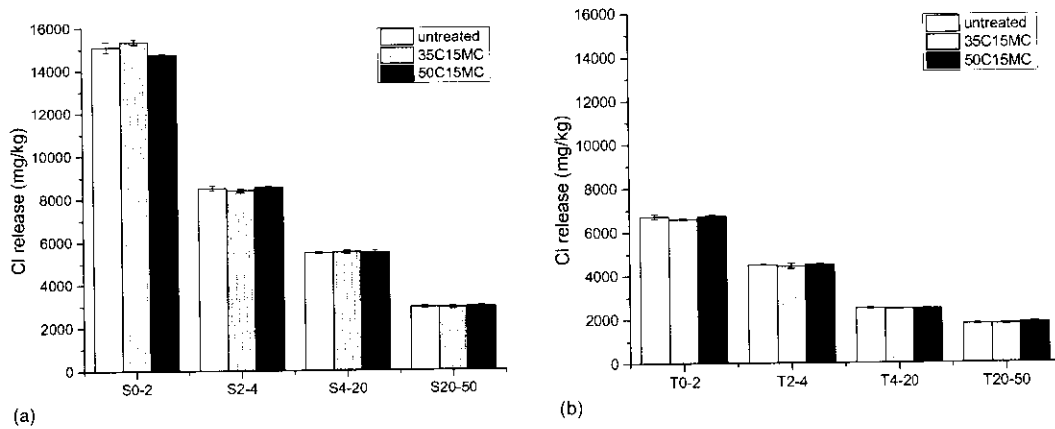 16000
14000
12000
10000
8000
6000
4000
2000
0
Cl release (mg/kg)
untreated
35C15MC
50C15MC
S0-2
S2-4
S4-20
S20-50
(a)
16000
14000
12000
10000
8000
6000
4000
2000
0
Cl release (mg/kg)
untreated
35C15MC
50C15MC
T0-2
T2-4
T4-20
T20-50
(b)